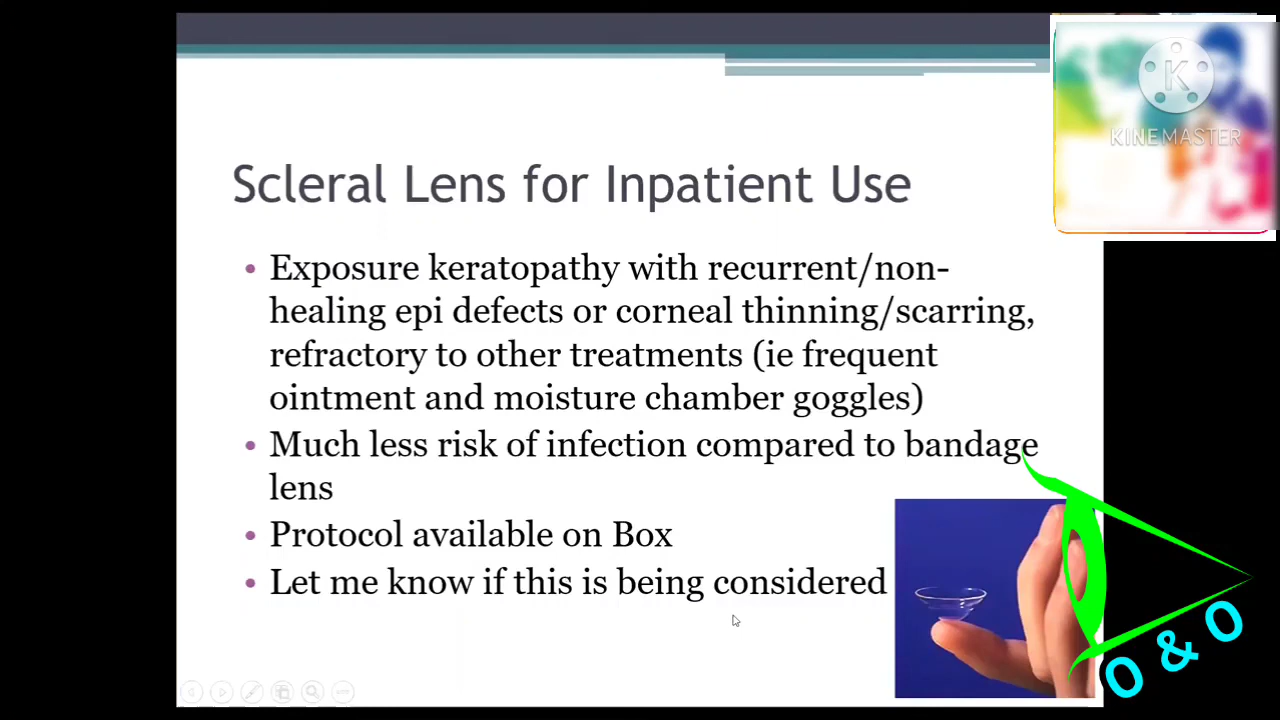 K
KINEMASTER
Scleral Lens for Inpatient Use
• Exposure keratopathy with recurrent/non-
healing epi defects or corneal thinning/scarring,
refractory to other treatments (ie frequent
ointment and moisture chamber goggles)
• Much less risk of infection compared to bandage
lens
• Protocol available on Box
• Let me know if this is being considered
O & O